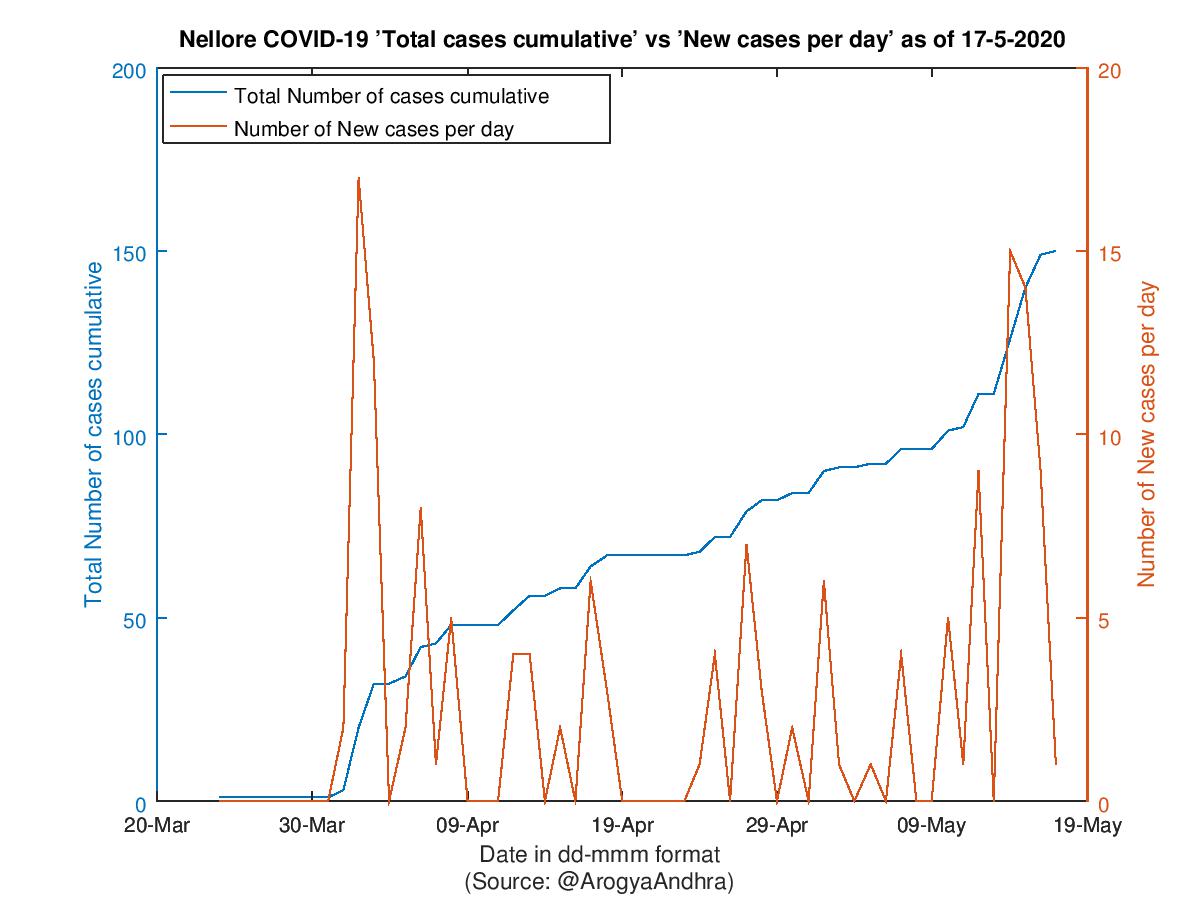 Nellore COVID-19 ’Total cases cumulative’ vs ’New cases per day’ as of 17-5-2020
Total Number of cases cumulative
Number of New cases per day
200
150
100
50
0
Total Number of cases cumulative
20
15
10
5
0
Number of New cases per day
20-Mar 30-Mar 09-Apr 19-Apr 29-Apr 09-May 19-May
Date in dd-mmm format
(Source: @ArogyaAndhra)